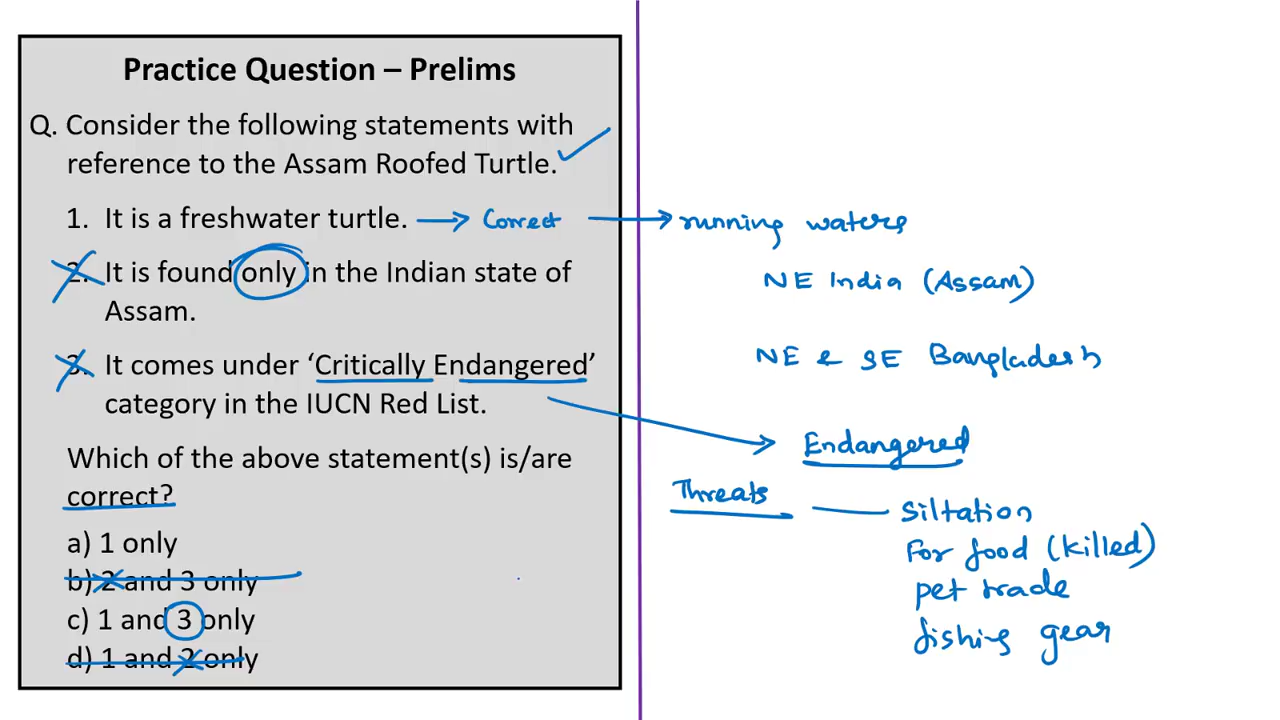 Practice Question – Prelims
Q. Consider the following statements with
reference to the Assam Roofed Turtle.
1. It is a freshwater turtle. → Correct → running waters
2. It is found only in the Indian state of
Assam.
NE India (Assam)
NE & SE Bangladesh
3. It comes under ‘Critically Endangered’
category in the IUCN Red List.
Endangered
Which of the above statement(s) is/are
correct?
a) 1 only
b) 2 and 3 only
c) 1 and 3 only
d) 1 and 2 only
Threats
Siltation
For food (killed)
pet trade
fishing gear